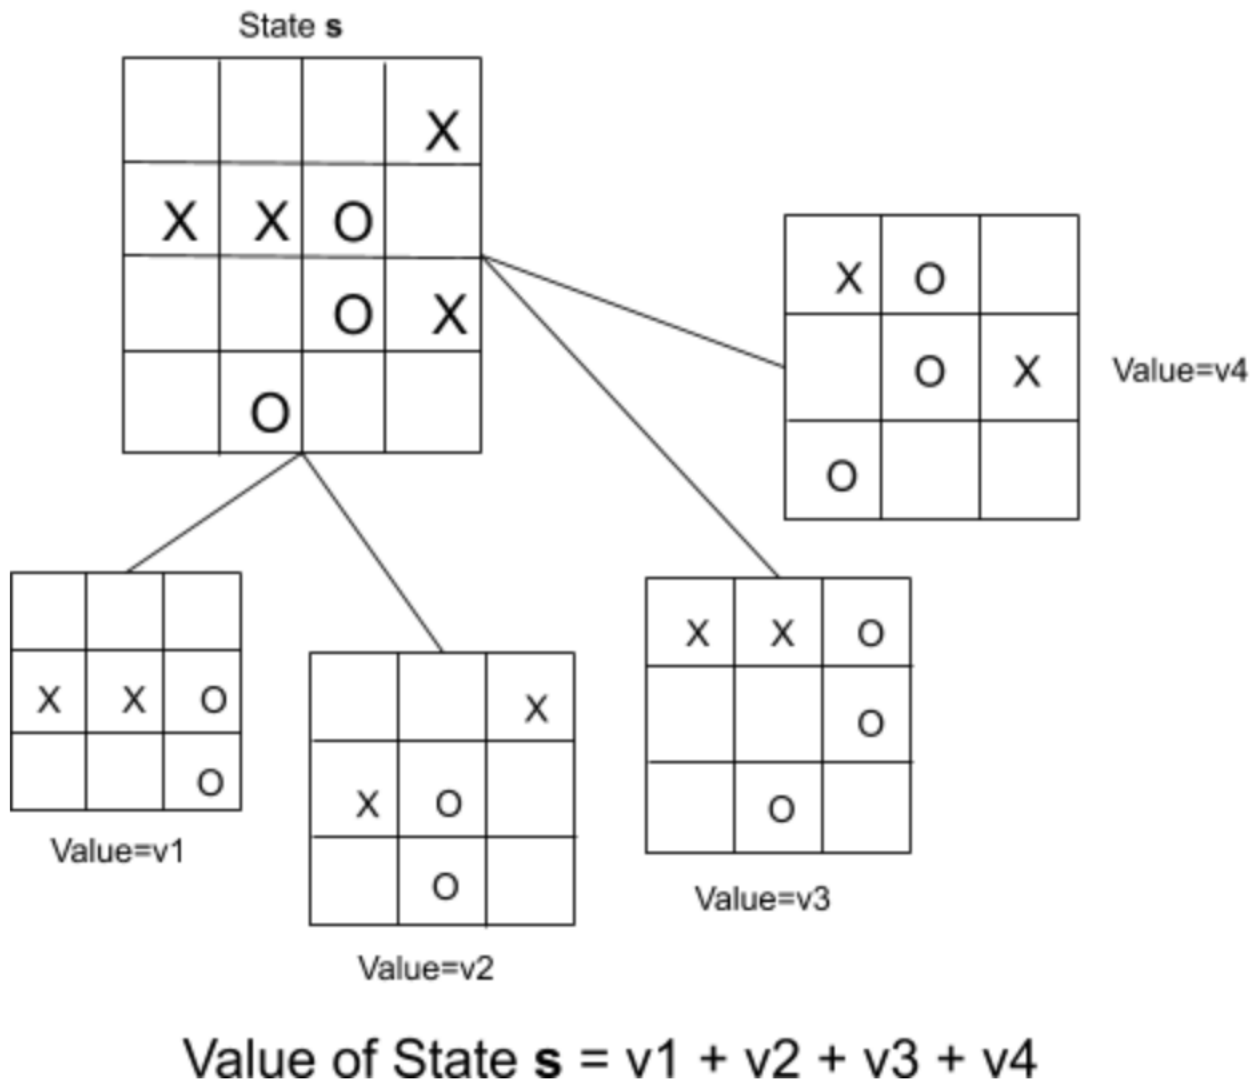 State s
X
X X O
O X
O
X O
O X
O
Value=v4
X X O
O
Value=v1
X
X O
O
Value=v2
X X O
O
O
Value=v3
Value of State s = v1 + v2 + v3 + v4